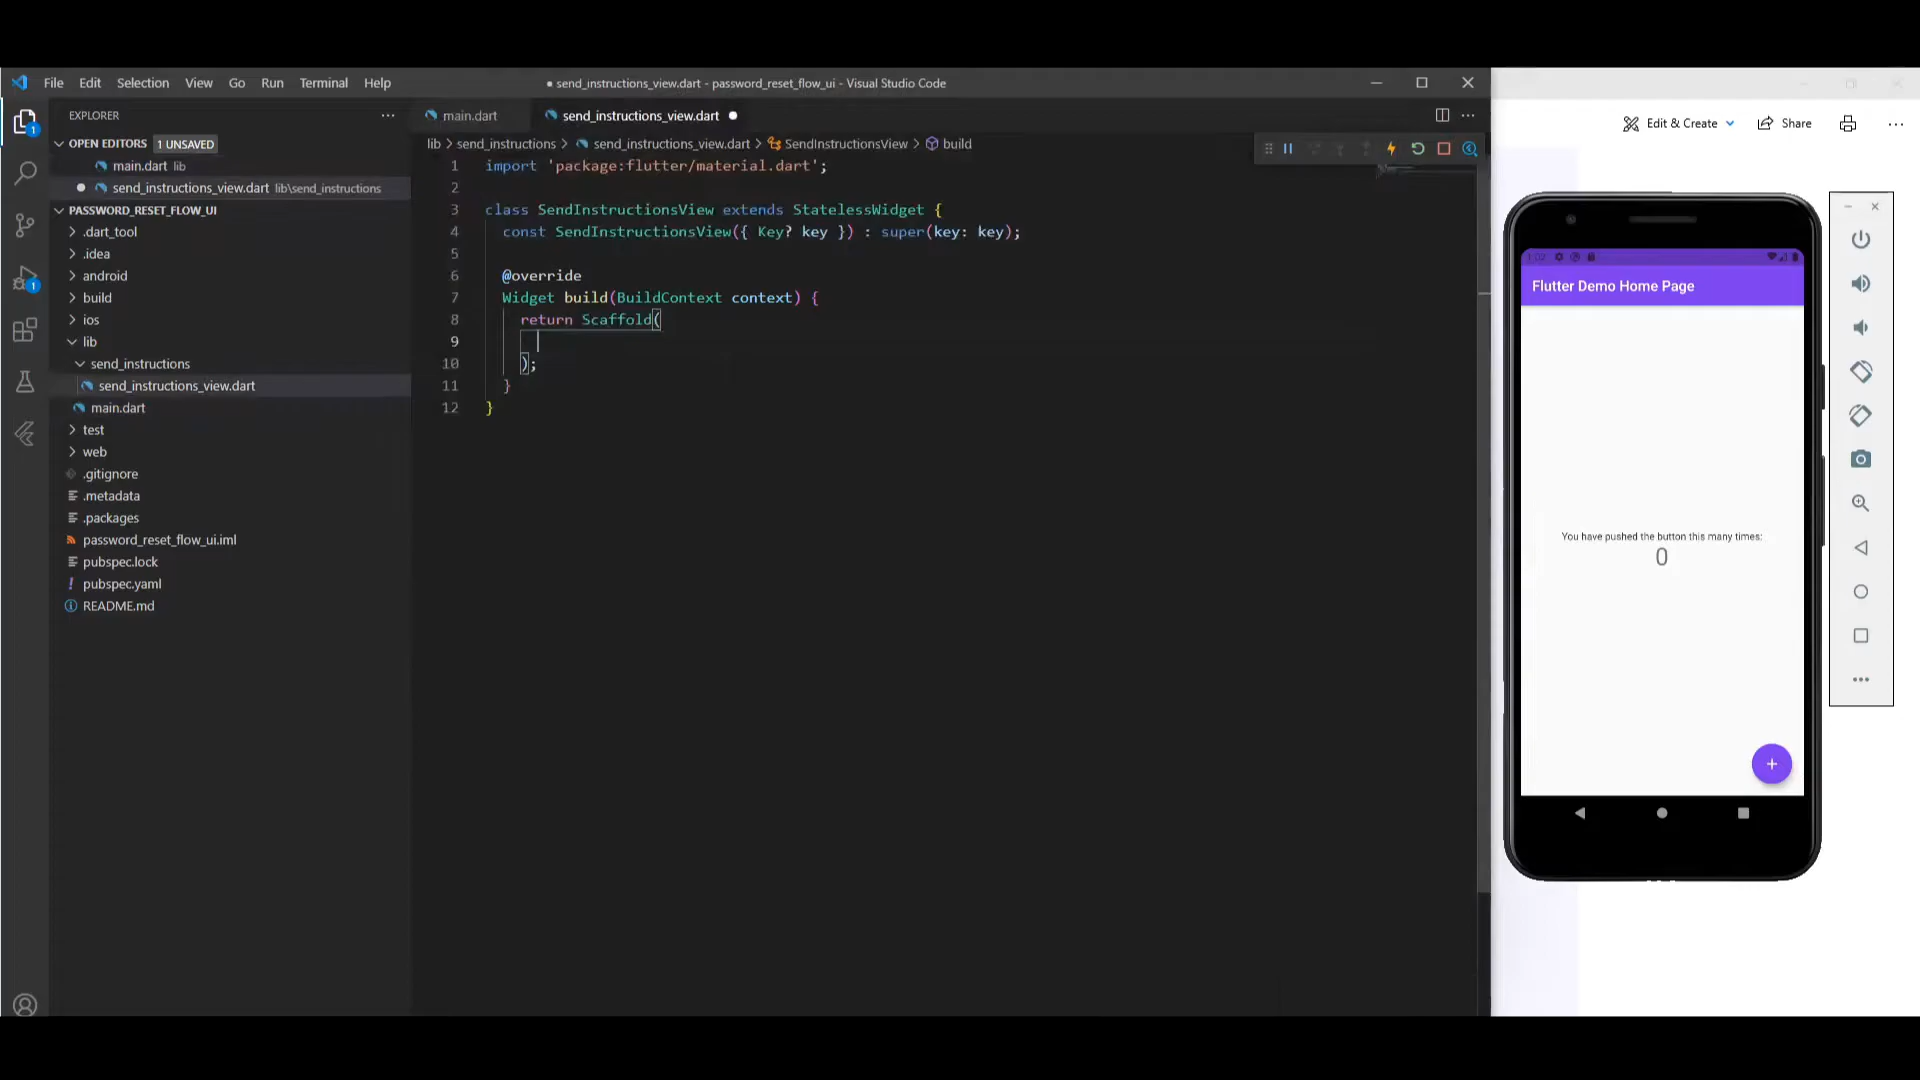 File Edit Selection View Go Run Terminal Help
● send_instructions_view.dart - password_reset_flow_ui - Visual Studio Code
EXPLORER
OPEN EDITORS 1 UNSAVED
main.dart lib
send_instructions_view.dart lib\send_instructions
PASSWORD_RESET_FLOW_UI
.dart_tool
.idea
android
build
ios
lib
send_instructions
send_instructions_view.dart
main.dart
test
web
.gitignore
.metadata
.packages
password_reset_flow_ui.iml
pubspec.lock
pubspec.yaml
README.md
1
1
main.dart send_instructions_view.dart
lib > send_instructions > send_instructions_view.dart > SendInstructionsView > build
1 import 'package:flutter/material.dart';
2
3 class SendInstructionsView extends StatelessWidget {
4 const SendInstructionsView({ Key? key }) : super(key: key);
5
6 @override
7 Widget build(BuildContext context) {
8 return Scaffold(
9
10 );
11 }
12 }
Edit & Create Share
1:02
Flutter Demo Home Page
You have pushed the button this many times:
0